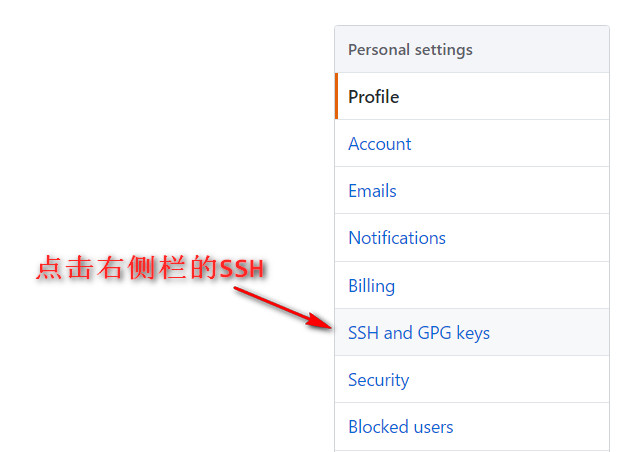 Personal settings
Profile
Account
Emails
Notifications
点击右侧栏的SSH
Billing
SSH and GPG keys
Security
Blocked users